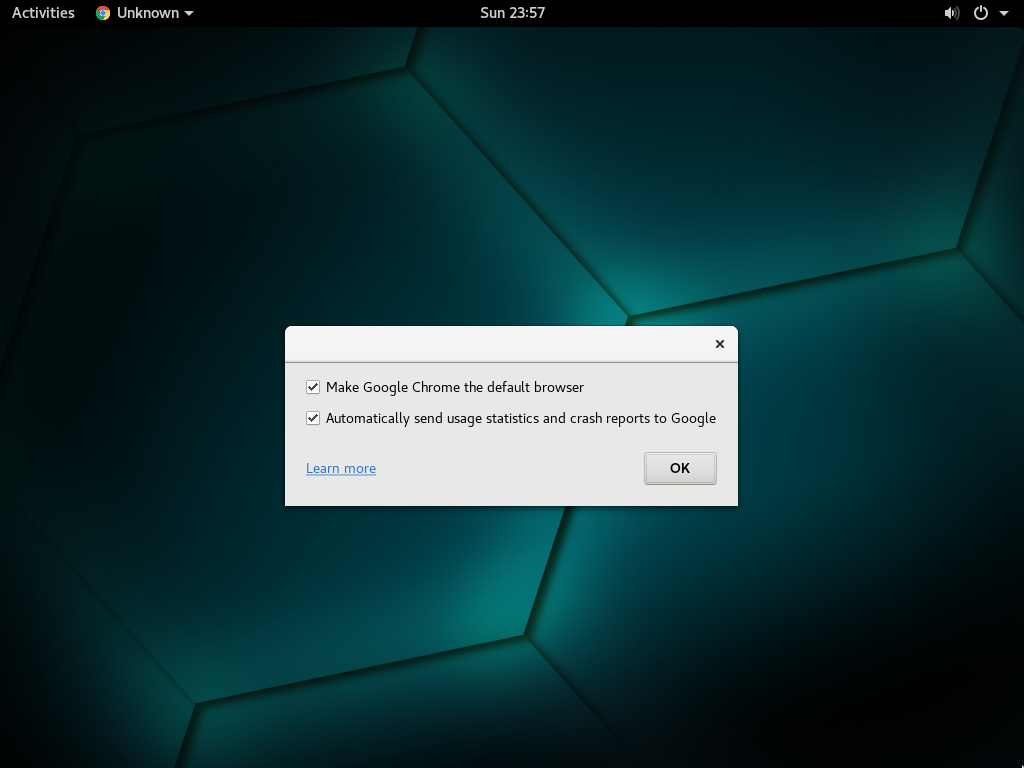 Activities Unknown Sun 23:57
Make Google Chrome the default browser
Automatically send usage statistics and crash reports to Google
Learn more OK